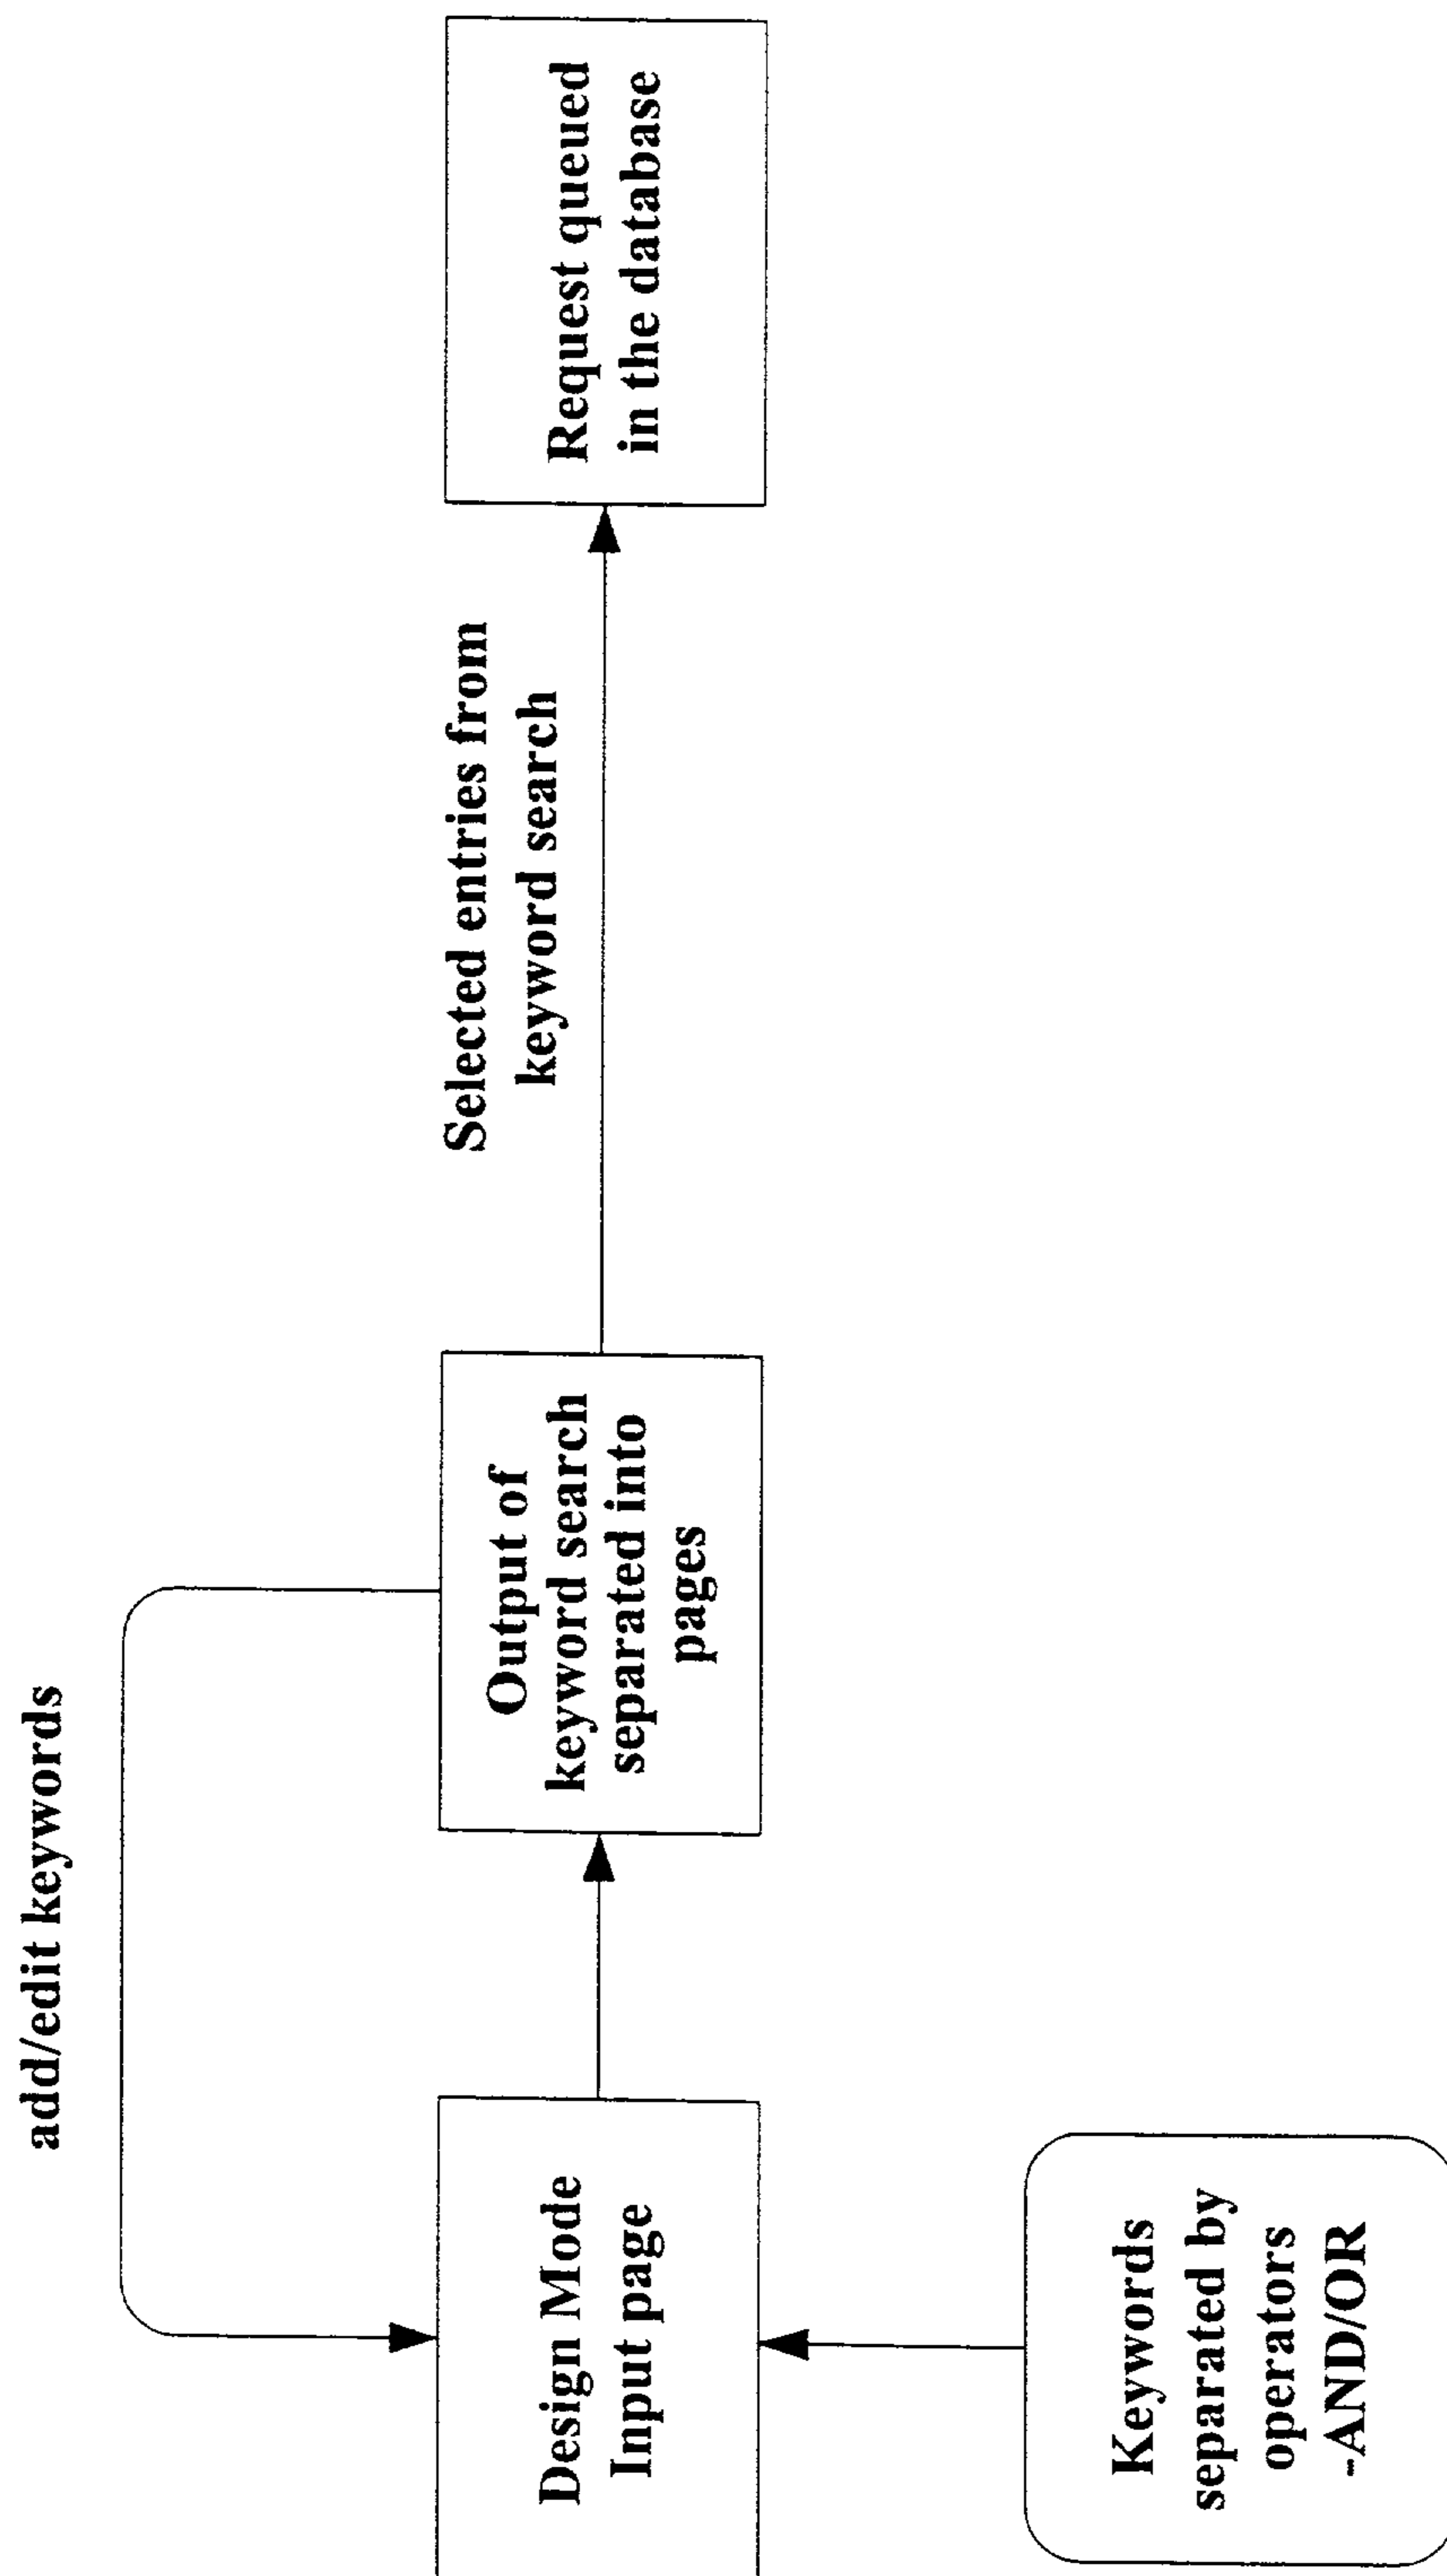 add/edit keywords
Design Mode
Input page
Output of
keyword search
separated into
pages
Selected entries from
keyword search
Request queued
in the database
Keywords
separated by
operators
-AND/OR